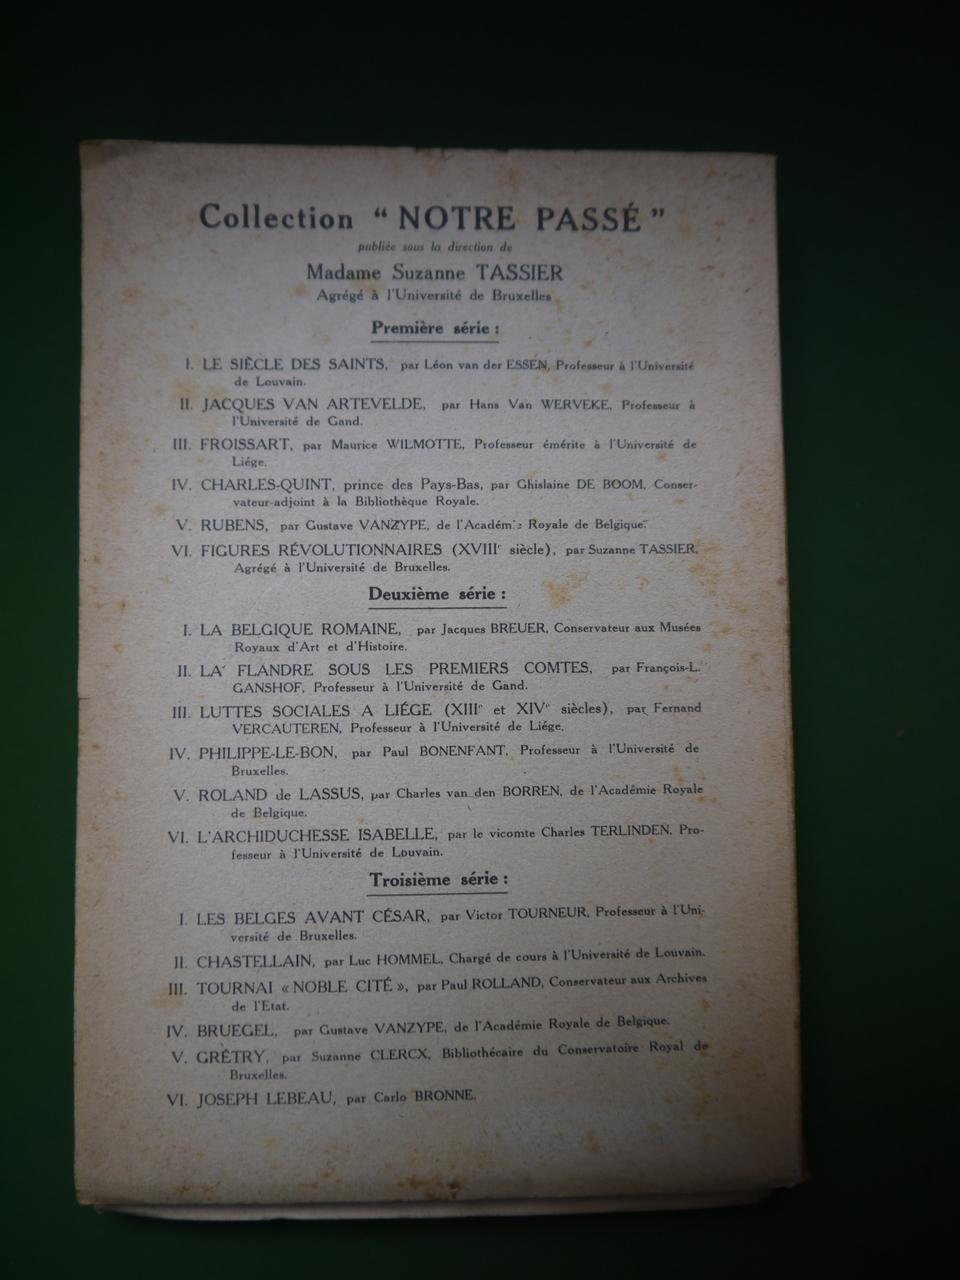 Collection “ NOTRE PASSÉ ”
publiée sous la direction de
Madame Suzanne TASSIER
Agrégé à l'Université de Bruxelles
Première série :
I. LE SIÈCLE DES SAINTS, par Léon van der ESSEN, Professeur à l'Université
de Louvain.
II. JACQUES VAN ARTEVELDE, par Hans Van WERVEKE, Professeur à
l'Université de Gand.
III. FROISSART, par Maurice WILMOTTE, Professeur émérite à l'Université de
Liége.
IV. CHARLES-QUINT, prince des Pays-Bas, par Ghislaine DE BOOM, Conser-
vateur-adjoint à la Bibliothèque Royale.
V. RUBENS, par Gustave VANZYPE, de l'Académie Royale de Belgique.
VI. FIGURES RÉVOLUTIONNAIRES (XVIIIe siècle), par Suzanne TASSIER,
Agrégé à l'Université de Bruxelles.
Deuxième série :
I. LA BELGIQUE ROMAINE, par Jacques BREUER, Conservateur aux Musées
Royaux d'Art et d'Histoire.
II. LA FLANDRE SOUS LES PREMIERS COMTES, par François-L.
GANSHOF, Professeur à l'Université de Gand.
III. LUTTES SOCIALES A LIÉGE (XIIIe et XIVe siècles), par Fernand
VERCAUTEREN, Professeur à l'Université de Liége.
IV. PHILIPPE-LE-BON, par Paul BONENFANT, Professeur à l'Université de
Bruxelles.
V. ROLAND de LASSUS, par Charles van den BORREN, de l'Académie Royale
de Belgique.
VI. L'ARCHIDUCHESSE ISABELLE, par le vicomte Charles TERLINDEN, Pro-
fesseur à l'Université de Louvain.
Troisième série :
I. LES BELGES AVANT CÉSAR, par Victor TOURNEUR, Professeur à l'Uni-
versité de Bruxelles.
II. CHASTELLAIN, par Luc HOMMEL, Chargé de cours à l'Université de Louvain.
III. TOURNAI « NOBLE CITÉ », par Paul ROLLAND, Conservateur aux Archives
de l'Etat.
IV. BRUEGEL, par Gustave VANZYPE, de l'Académie Royale de Belgique.
V. GRÉTRY, par Suzanne CLERCX, Bibliothécaire du Conservatoire Royal de
Bruxelles.
VI. JOSEPH LEBEAU, par Carlo BRONNE.